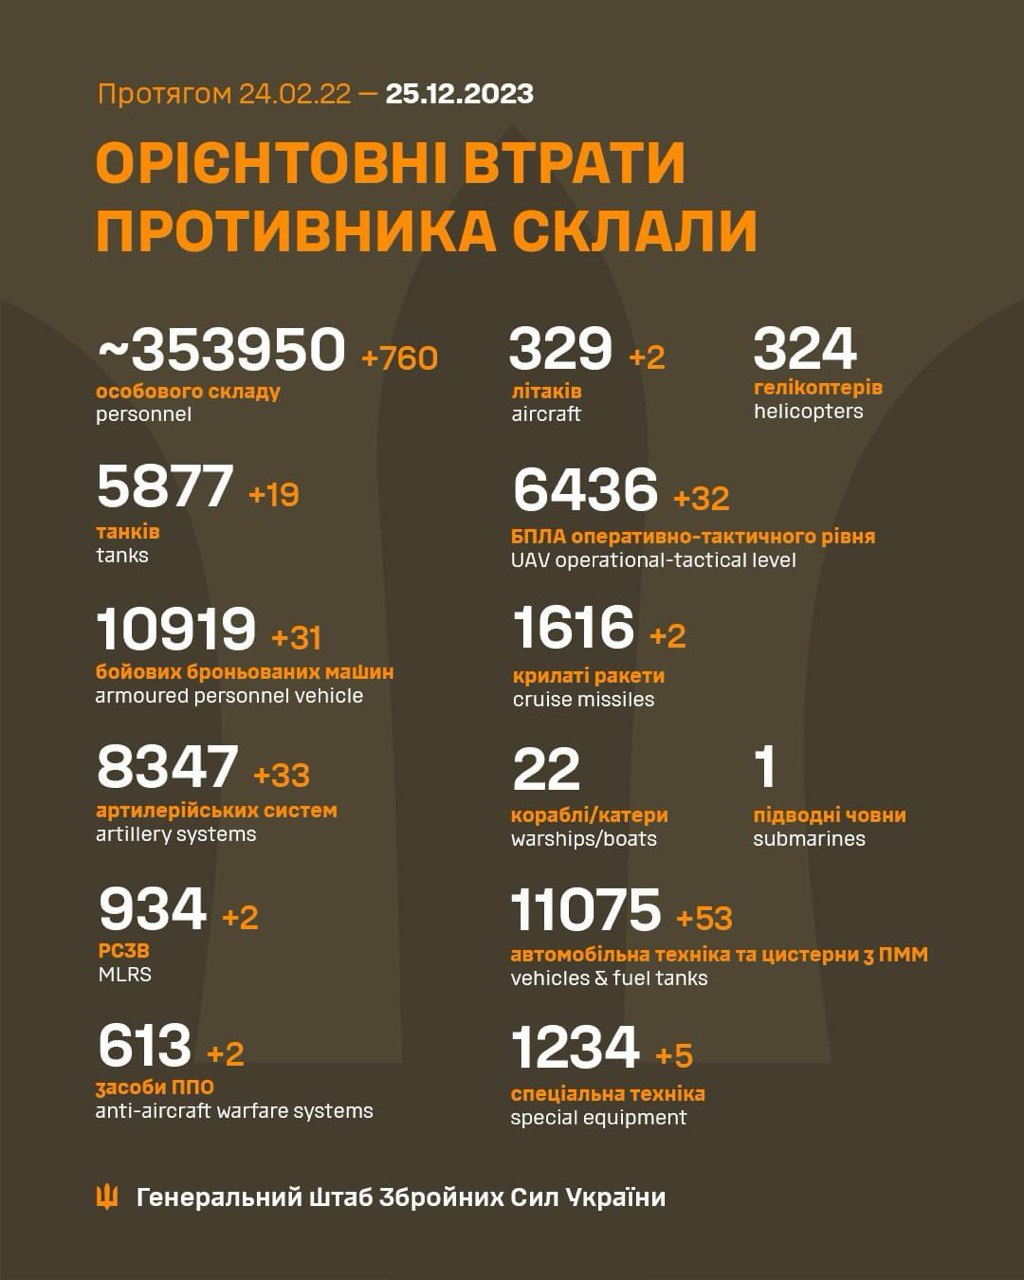 Протягом 24.02.22 — 25.12.2023
ОРІЄНТОВНІ ВТРАТИ
ПРОТИВНИКА СКЛАЛИ
~353950 +760
особового складу
personnel
329 +2
літаків
aircraft
324
гелікоптерів
helicopters
5877 +19
танків
tanks
6436 +32
БПЛА оперативно-тактичного рівня
UAV operational-tactical level
10919 +31
бойових броньованих машин
armoured personnel vehicle
1616 +2
крилаті ракети
cruise missiles
8347 +33
артилерійських систем
artillery systems
22
кораблі/катери
warships/boats
1
підводні човни
submarines
934 +2
РСЗВ
MLRS
11075 +53
автомобільна техніка та цистерни з ПММ
vehicles & fuel tanks
613 +2
засоби ППО
anti-aircraft warfare systems
1234 +5
спеціальна техніка
special equipment
Генеральний штаб Збройних Сил України